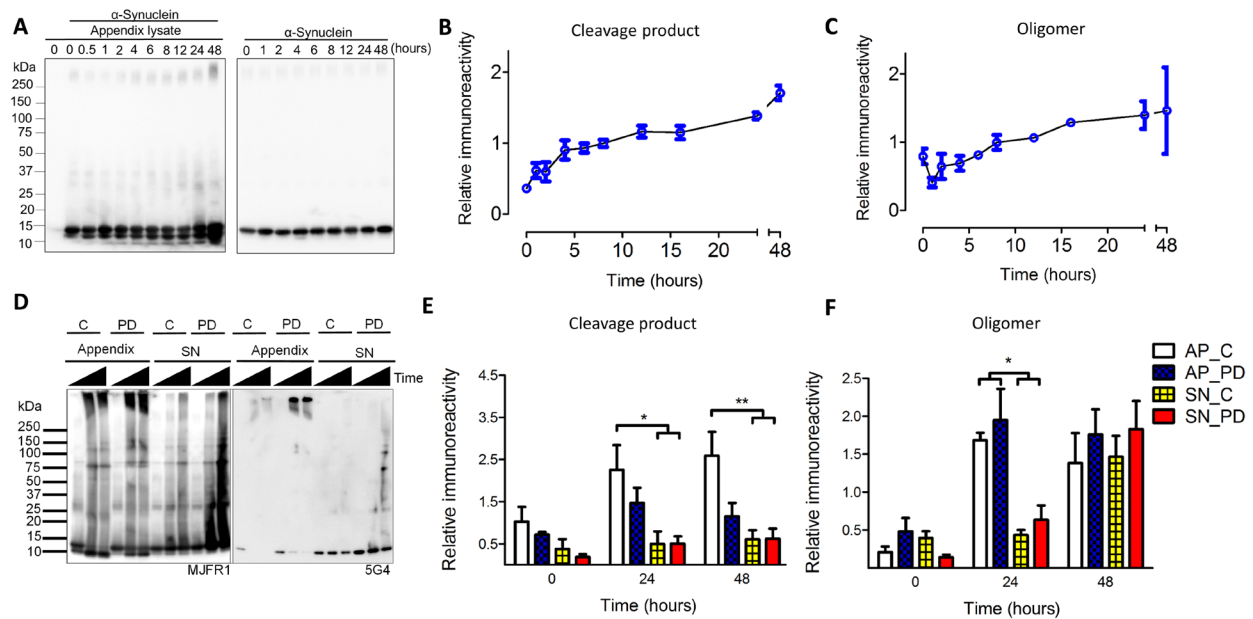 A
α-Synuclein
Appendix lysate
0 0 0.5 1 2 4 6 8 12 24 48 (hours)
kDa
250
150
100
75
50
37
25
20
15
10
α-Synuclein
0 1 2 4 6 8 12 24 48
B
Cleavage product
Relative immunoreactivity
2
1
0
0 5 10 15 20 48
Time (hours)
C
Oligomer
Relative immunoreactivity
2
1
0
0 5 10 15 20 48
Time (hours)
D
C PD C PD C PD C PD
Appendix SN Appendix SN
Time
kDa
250
150
100
75
50
37
25
20
15
10
MJFR1 5G4
E
Cleavage product
Relative immunoreactivity
4.5
3.5
2.5
1.5
0.5
* **
0 24 48
Time (hours)
F
Oligomer
Relative immunoreactivity
2.5
2.0
1.5
1.0
0.5
*
0 24 48
Time (hours)
AP_C
AP_PD
SN_C
SN_PD